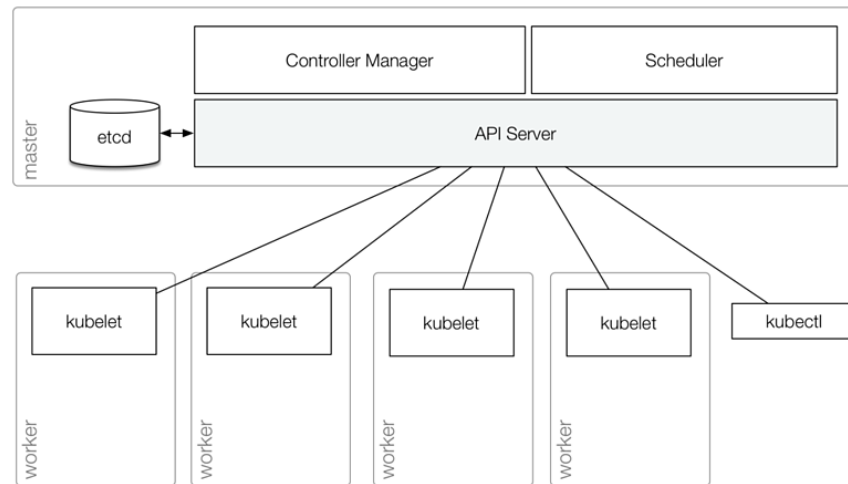 Controller Manager
Scheduler
etcd
API Server
master
kubelet
kubelet
kubelet
kubelet
kubectl
worker
worker
worker
worker